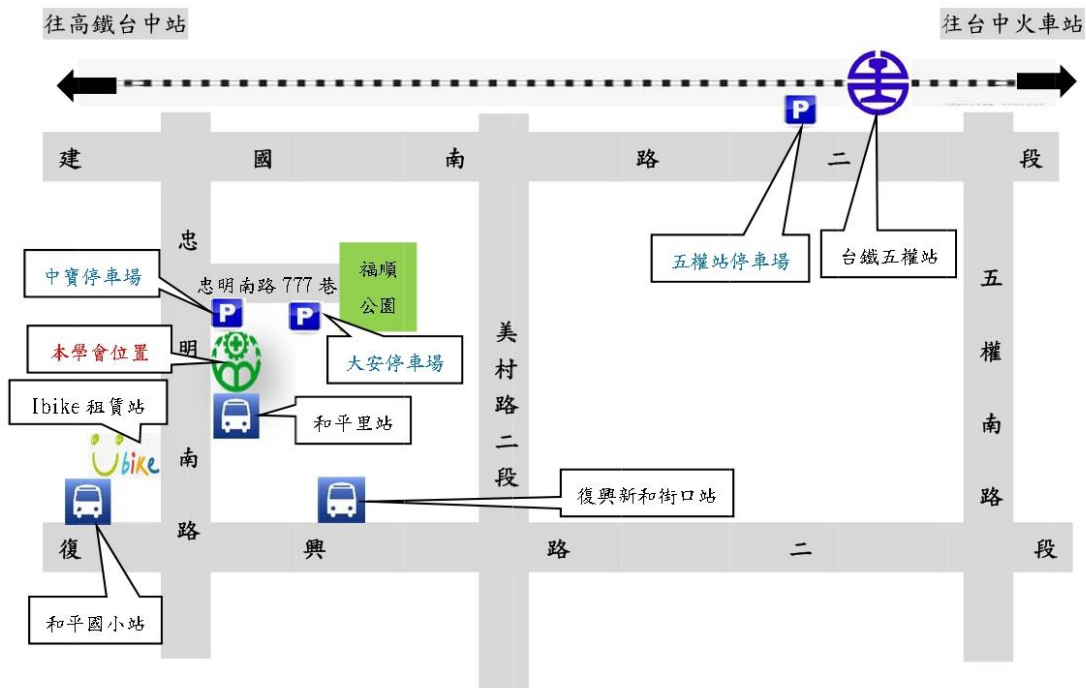 往高鐵台中站
往台中火車站
P
建國南路二段
忠明南路
中寶停車場
忠明南路 777 巷
福順
公園
五權站停車場
台鐵五權站
五權南路
P
P
本學會位置
大安停車場
美村路二段
Ibike 租賃站
和平里站
Ubike
復興新和街口站
復興路二段
和平國小站